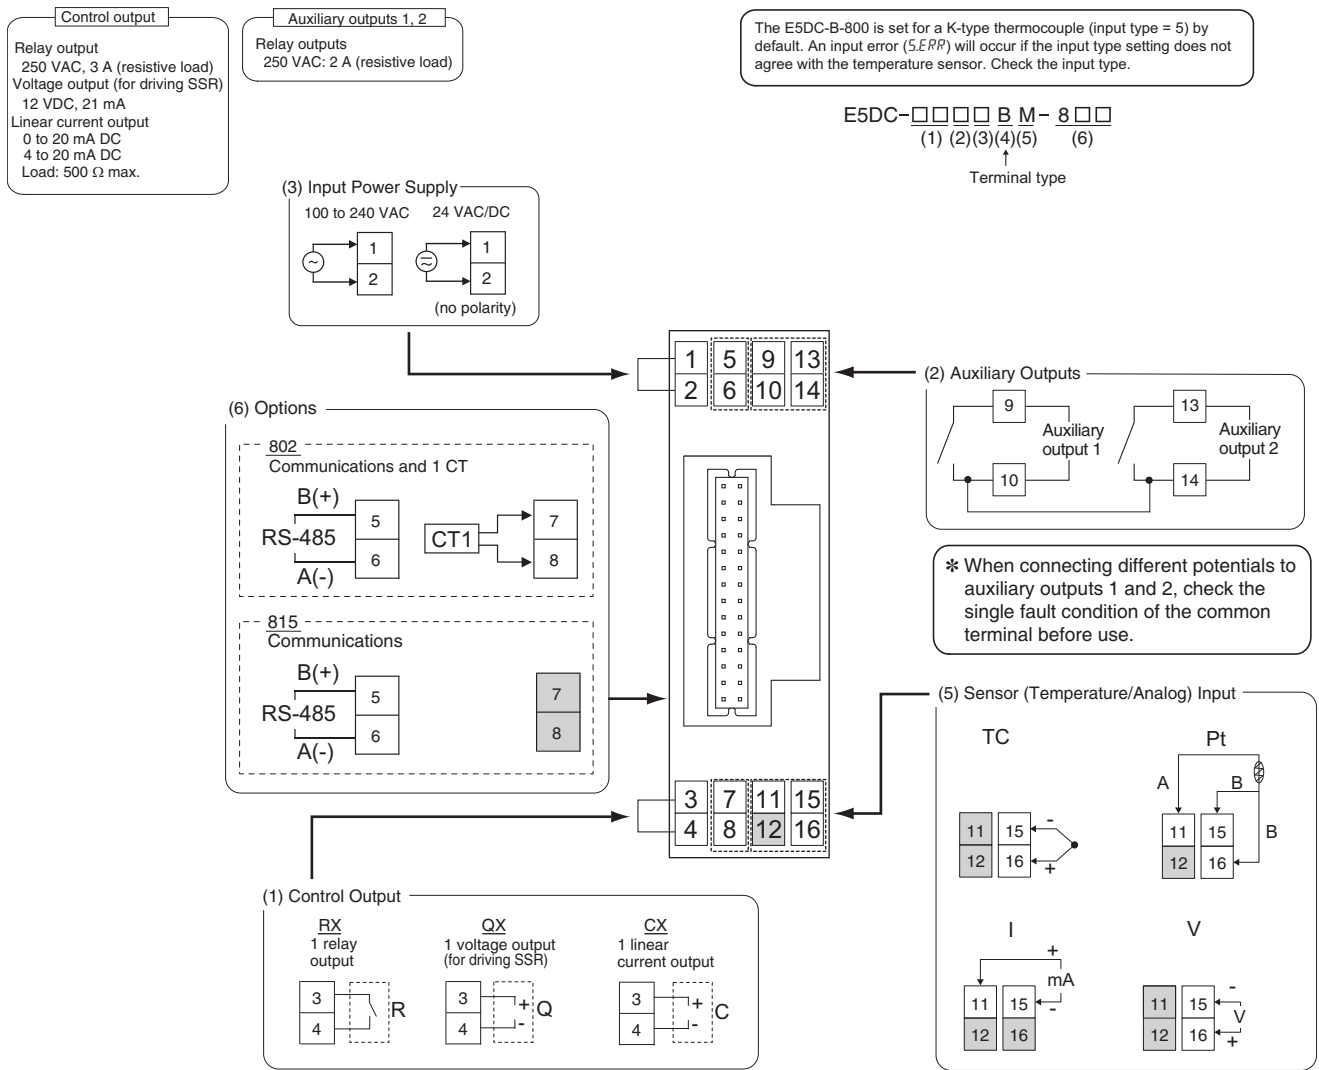 Control output
Relay output
250 VAC, 3 A (resistive load)
Voltage output (for driving SSR)
12 VDC, 21 mA
Linear current output
0 to 20 mA DC
4 to 20 mA DC
Load: 500 Ω max.
Auxiliary outputs 1, 2
Relay outputs
250 VAC: 2 A (resistive load)
The E5DC-B-800 is set for a K-type thermocouple (input type = 5) by
default. An input error (S.ERR) will occur if the input type setting does not
agree with the temperature sensor. Check the input type.
E5DC-□□□□ B M- 8□□
(1) (2)(3)(4)(5) (6)
Terminal type
(3) Input Power Supply
100 to 240 VAC 24 VAC/DC
~ 1 1
2 2
(no polarity)
1 5 9 13
2 6 10 14
(2) Auxiliary Outputs
9 13
Auxiliary
output 1
Auxiliary
output 2
10 14
(6) Options
802
Communications and 1 CT
B(+)
RS-485
A(-)
5
6
CT1
7
8
815
Communications
B(+)
RS-485
A(-)
5
6
7
8
✻ When connecting different potentials to
auxiliary outputs 1 and 2, check the
single fault condition of the common
terminal before use.
3 7 11 15
4 8 12 16
(5) Sensor (Temperature/Analog) Input
TC
11 15 -
12 16 +
Pt
A B
11 15 B
12 16
I
+
mA
11 15 -
12 16
V
11 15 -
V
12 16 +
(1) Control Output
RX
1 relay
output
3
4
R
QX
1 voltage output
(for driving SSR)
3 +
4 -
Q
CX
1 linear
current output
3 +
4 -
C